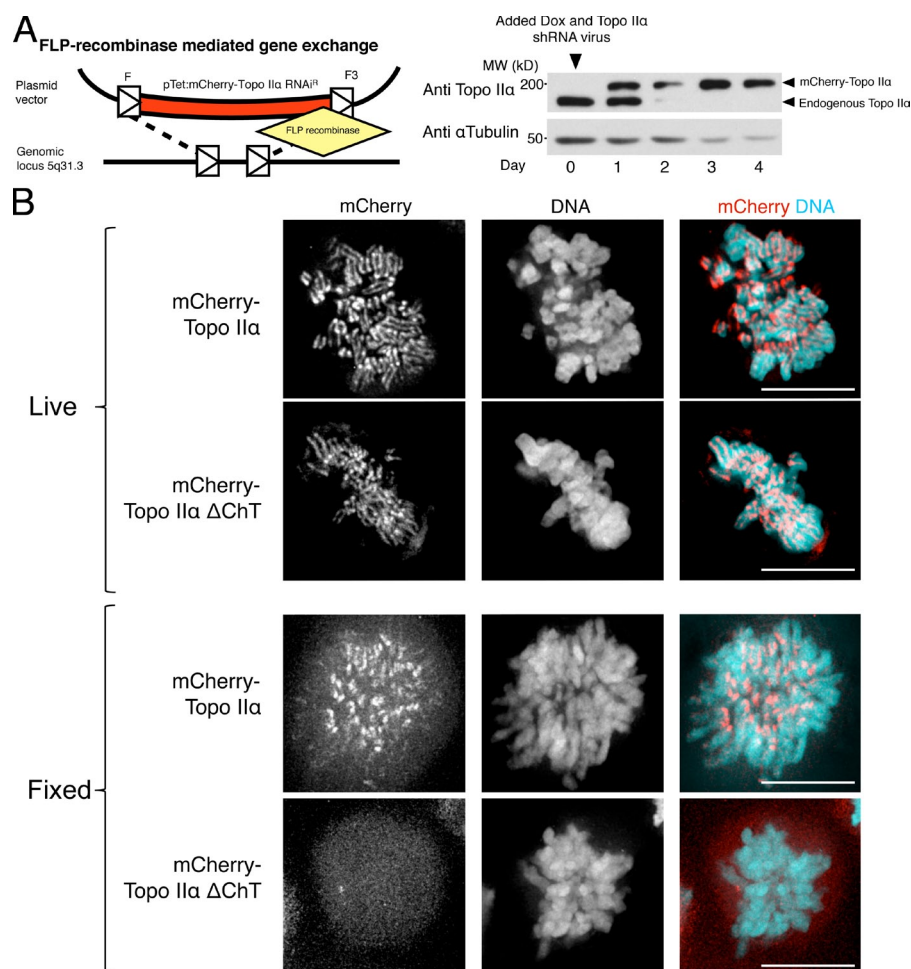 A
FLP-recombinase mediated gene exchange
F
pTet:mCherry-Topo IIα RNAiᴿ
F3
Plasmid
vector
FLP recombinase
Genomic
locus 5q31.3
Added Dox and Topo IIα
shRNA virus
MW (kD)
Anti Topo IIα
200
mCherry-Topo IIα
Endogenous Topo IIα
Anti αTubulin
50
Day
0 1 2 3 4
B
mCherry
DNA
mCherry DNA
Live
mCherry-
Topo IIα
mCherry-
Topo IIα ΔChT
Fixed
mCherry-
Topo IIα
mCherry-
Topo IIα ΔChT